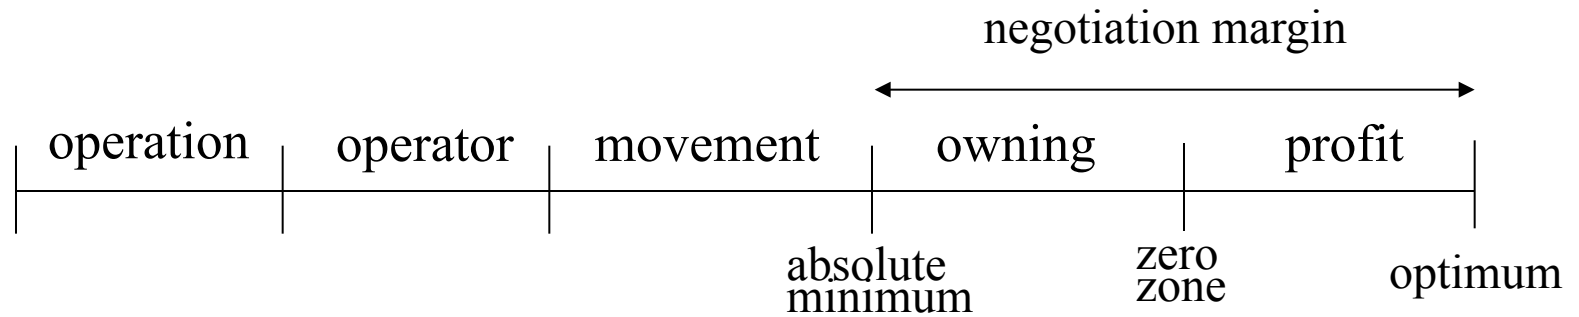 negotiation margin
operation operator movement owning profit
absolute minimum
zero zone
optimum